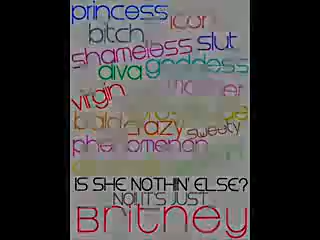 princess
icon
bitch
shameless slut
diva goddess
virgin
crazy sweety
phenomenon
IS SHE NOTHIN' ELSE?
NO! IT'S JUST
Britney